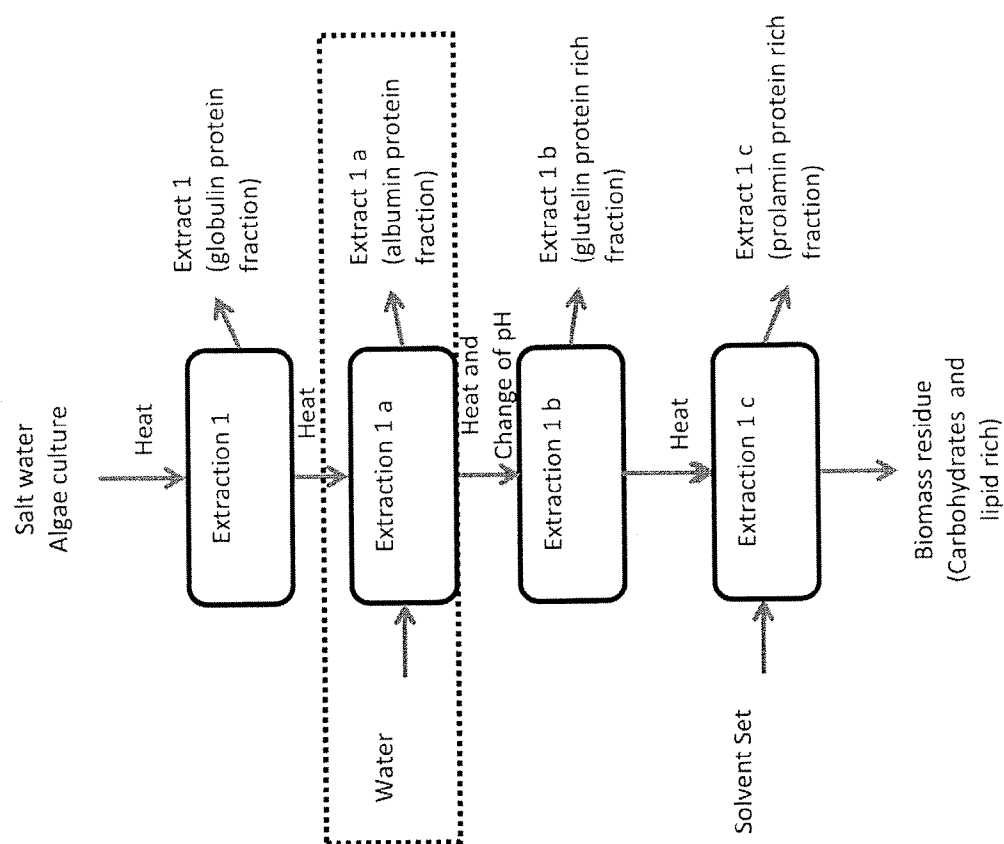 Salt water
Algae culture
Heat
Extraction 1
Extract 1
(globulin protein
fraction)
Heat
Water
Extraction 1 a
Extract 1 a
(albumin protein
fraction)
Heat and
Change of pH
Extraction 1 b
Extract 1 b
(glutelin protein rich
fraction)
Heat
Solvent Set
Extraction 1 c
Extract 1 c
(prolamin protein rich
fraction)
Biomass residue
(Carbohydrates and
lipid rich)